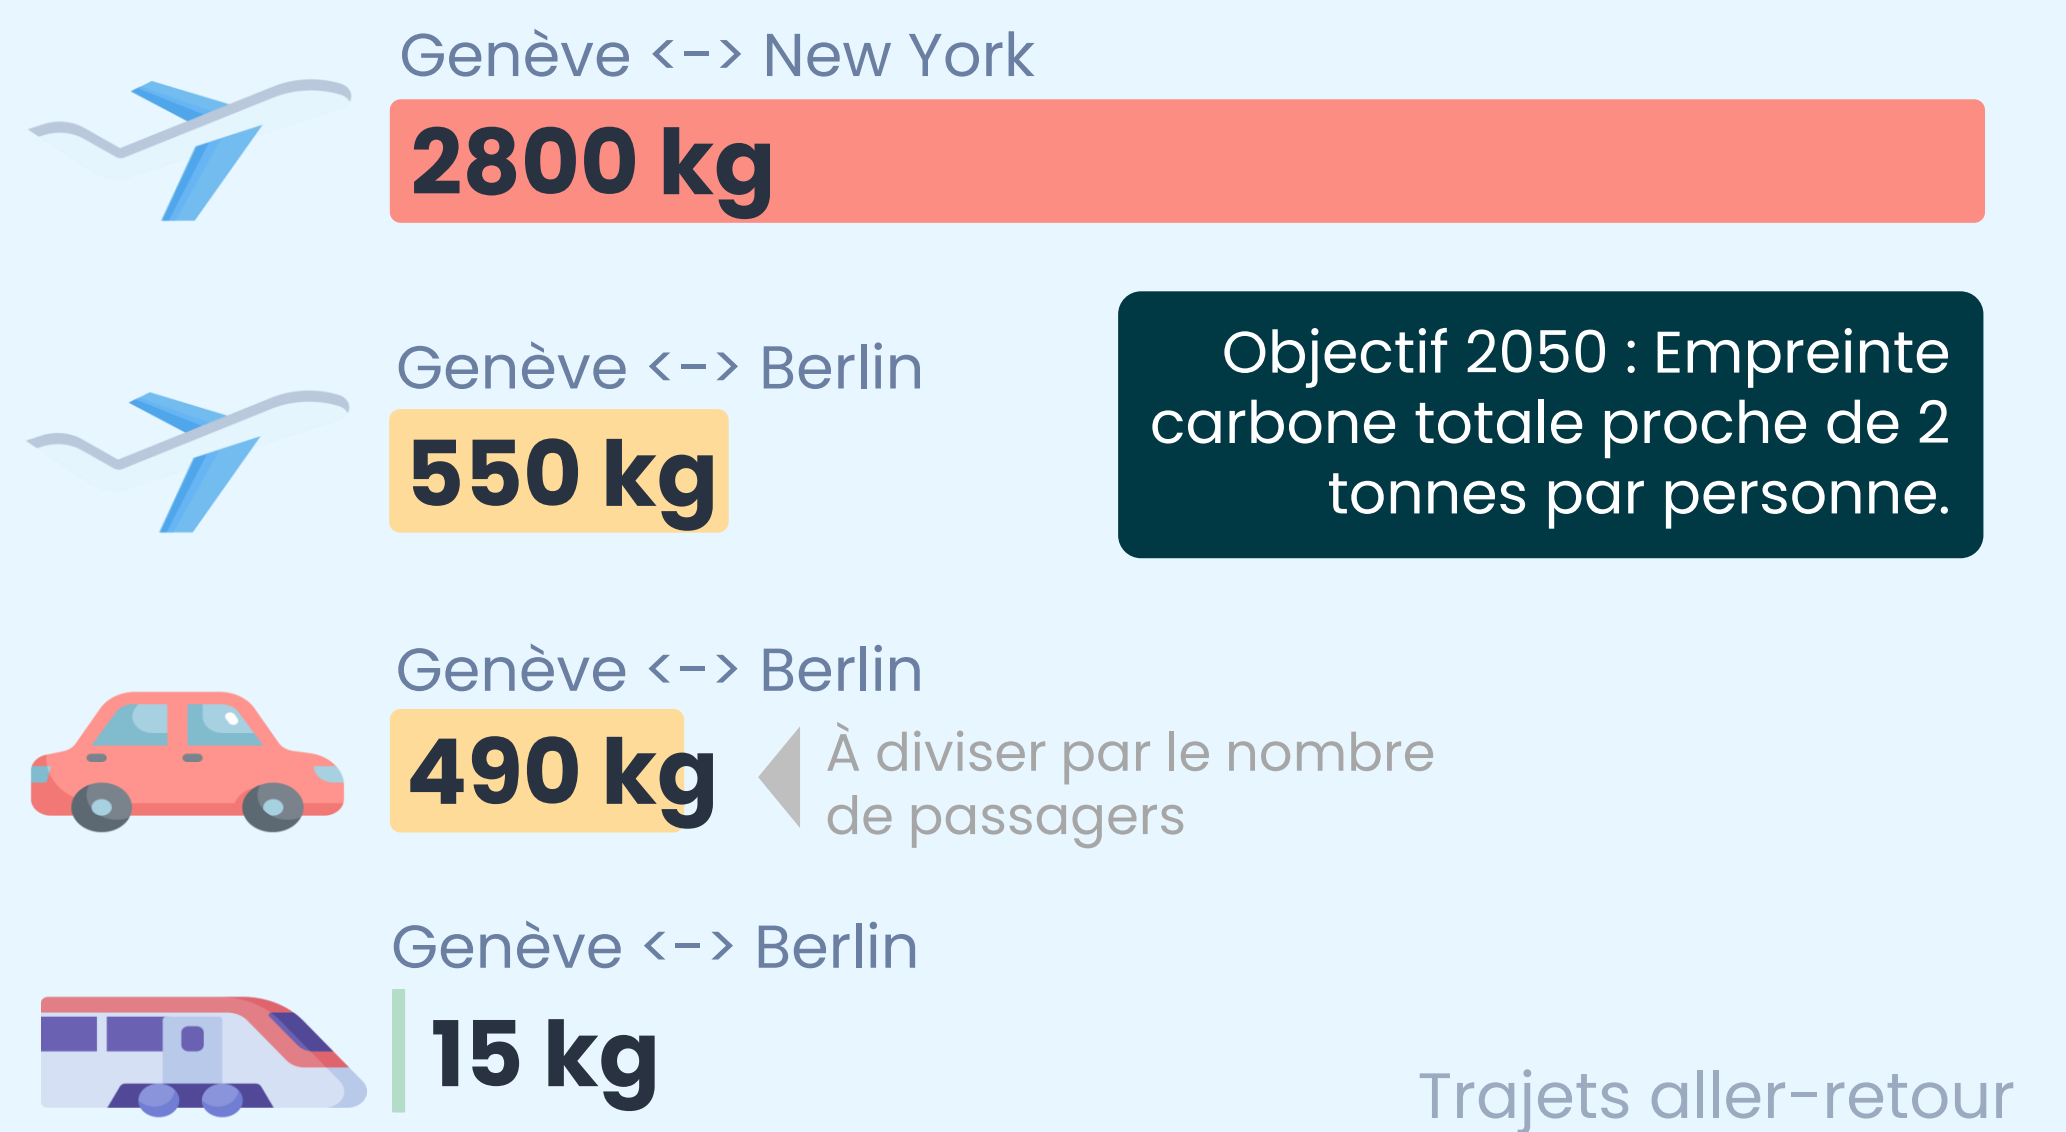 Genève <-> New York
2800 kg
Genève <-> Berlin
550 kg
Objectif 2050 : Empreinte
carbone totale proche de 2
tonnes par personne.
Genève <-> Berlin
490 kg
À diviser par le nombre
de passagers
Genève <-> Berlin
15 kg
Trajets aller-retour